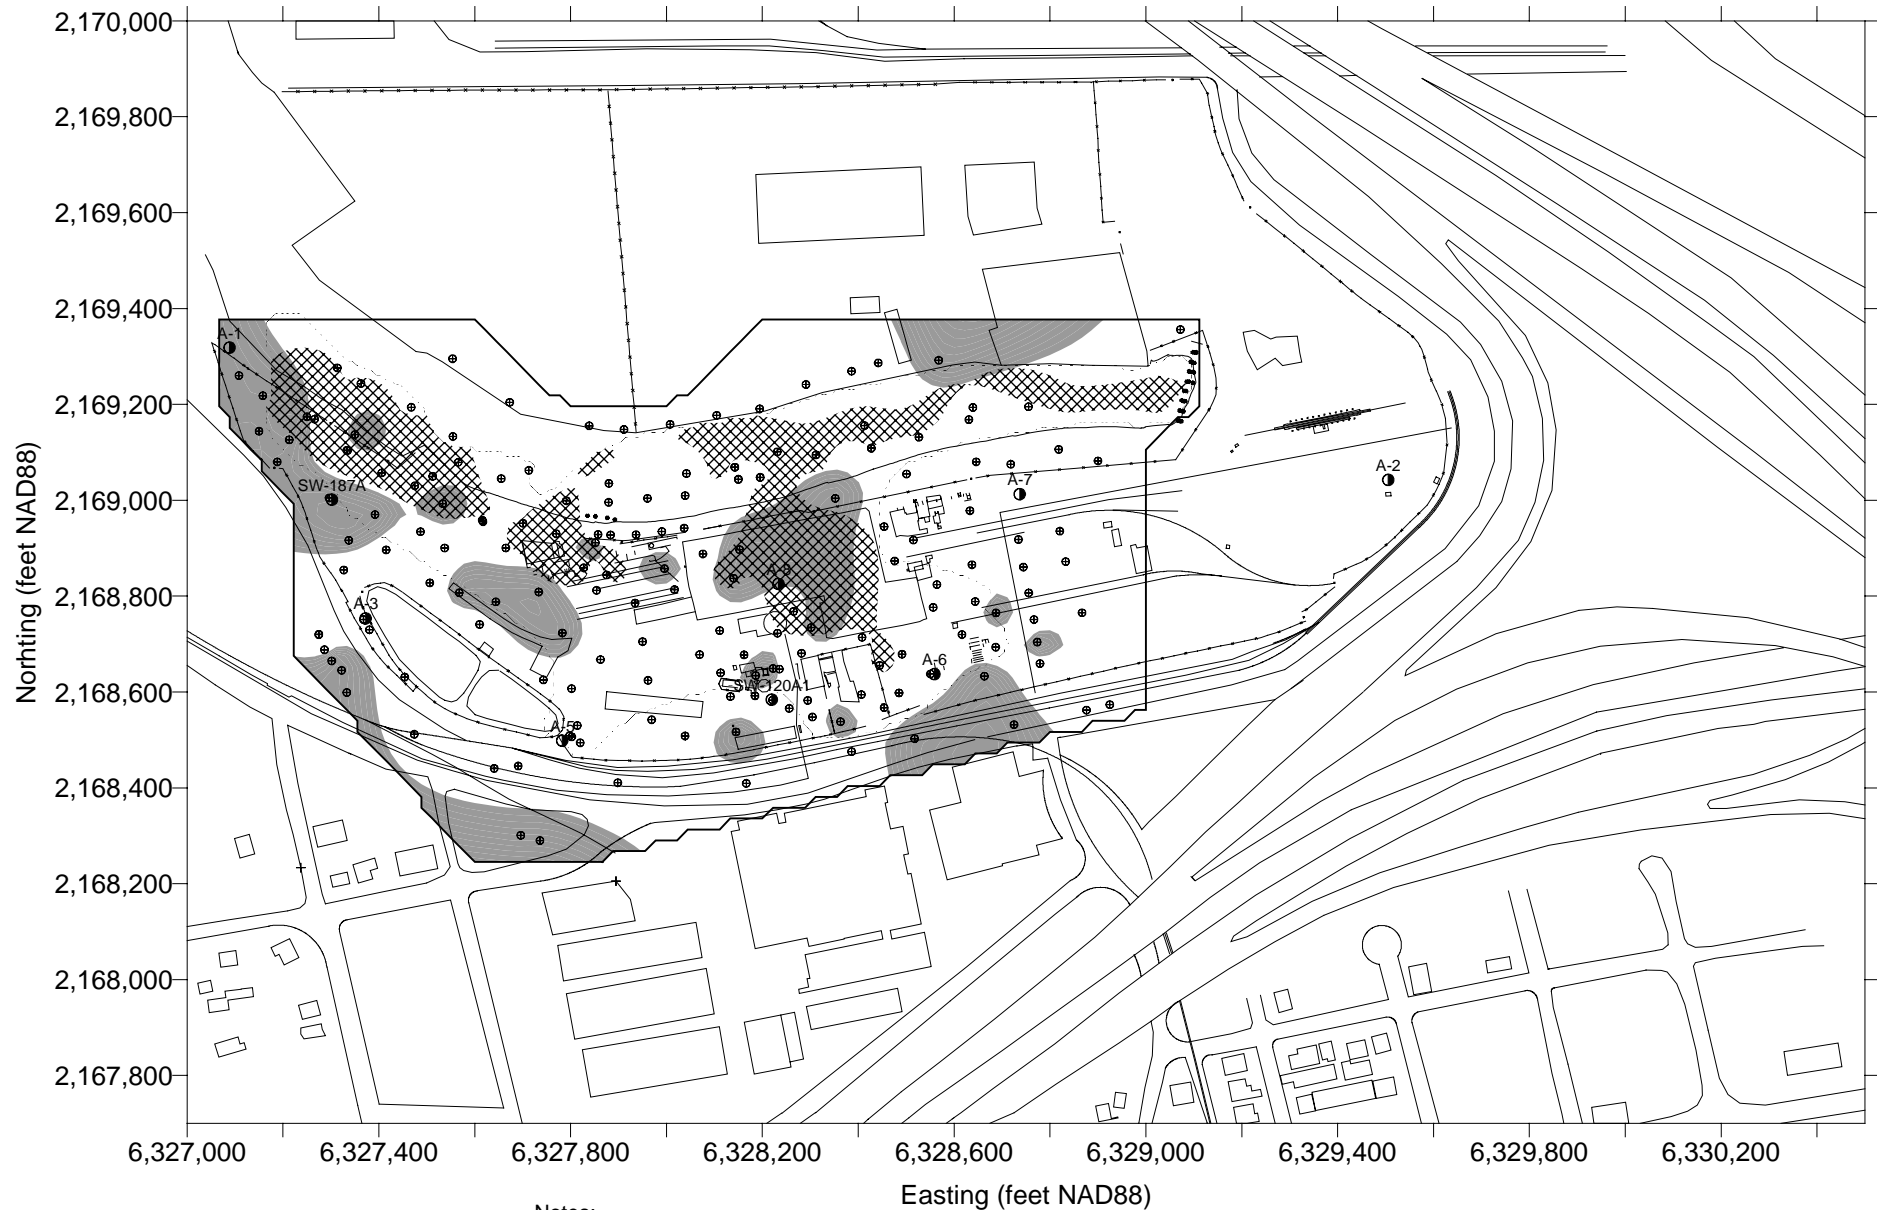 2,170,000
2,169,800
2,169,600
2,169,400
2,169,200
2,169,000
2,168,800
2,168,600
2,168,400
2,168,200
2,168,000
2,167,800
Norhting (feet NAD88)
A-1
SW-187A
A-2
A-7
A-8
A-3
A-6
SW-120A1
A-5
6,327,000
6,327,400
6,327,800
6,328,200
6,328,600
6,329,000
6,329,400
6,329,800
6,330,200
Easting (feet NAD88)
Notes: